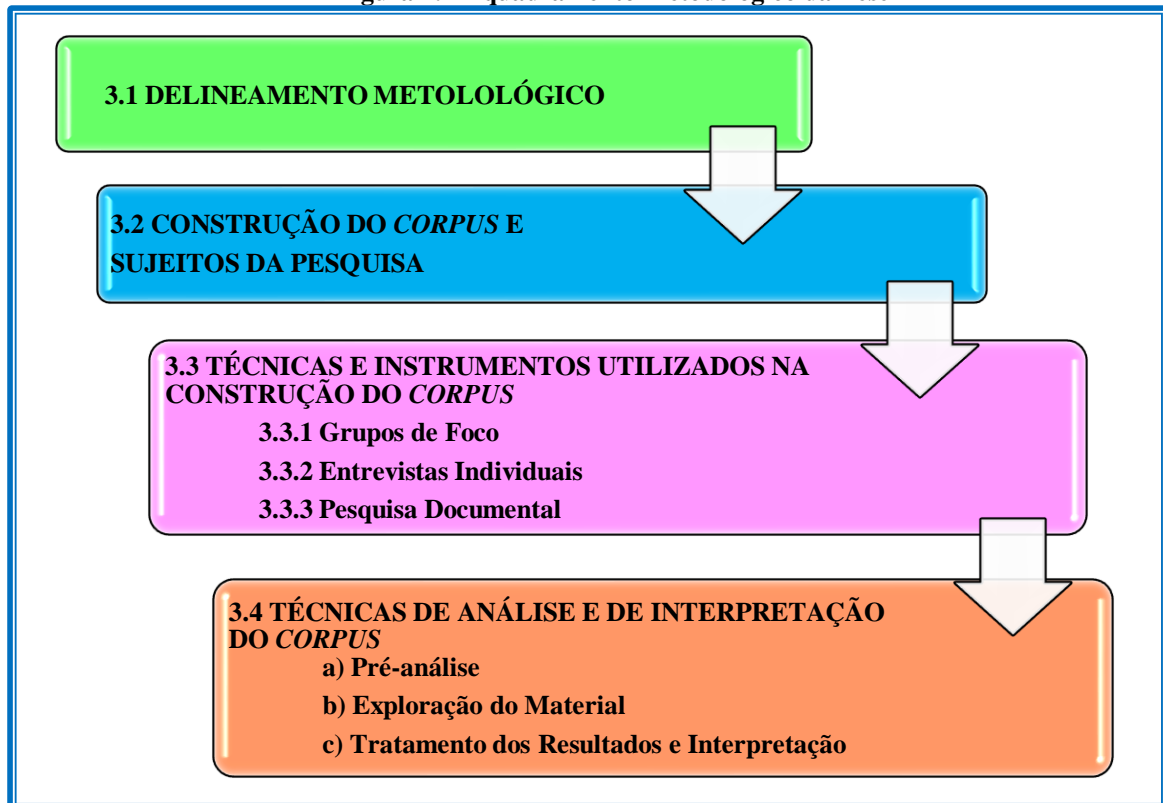 3.1 DELINEAMENTO METOLOLÓGICO
3.2 CONSTRUÇÃO DO CORPUS E
SUJEITOS DA PESQUISA
3.3 TÉCNICAS E INSTRUMENTOS UTILIZADOS NA
CONSTRUÇÃO DO CORPUS
3.3.1 Grupos de Foco
3.3.2 Entrevistas Individuais
3.3.3 Pesquisa Documental
3.4 TÉCNICAS DE ANÁLISE E DE INTERPRETAÇÃO
DO CORPUS
a) Pré-análise
b) Exploração do Material
c) Tratamento dos Resultados e Interpretação